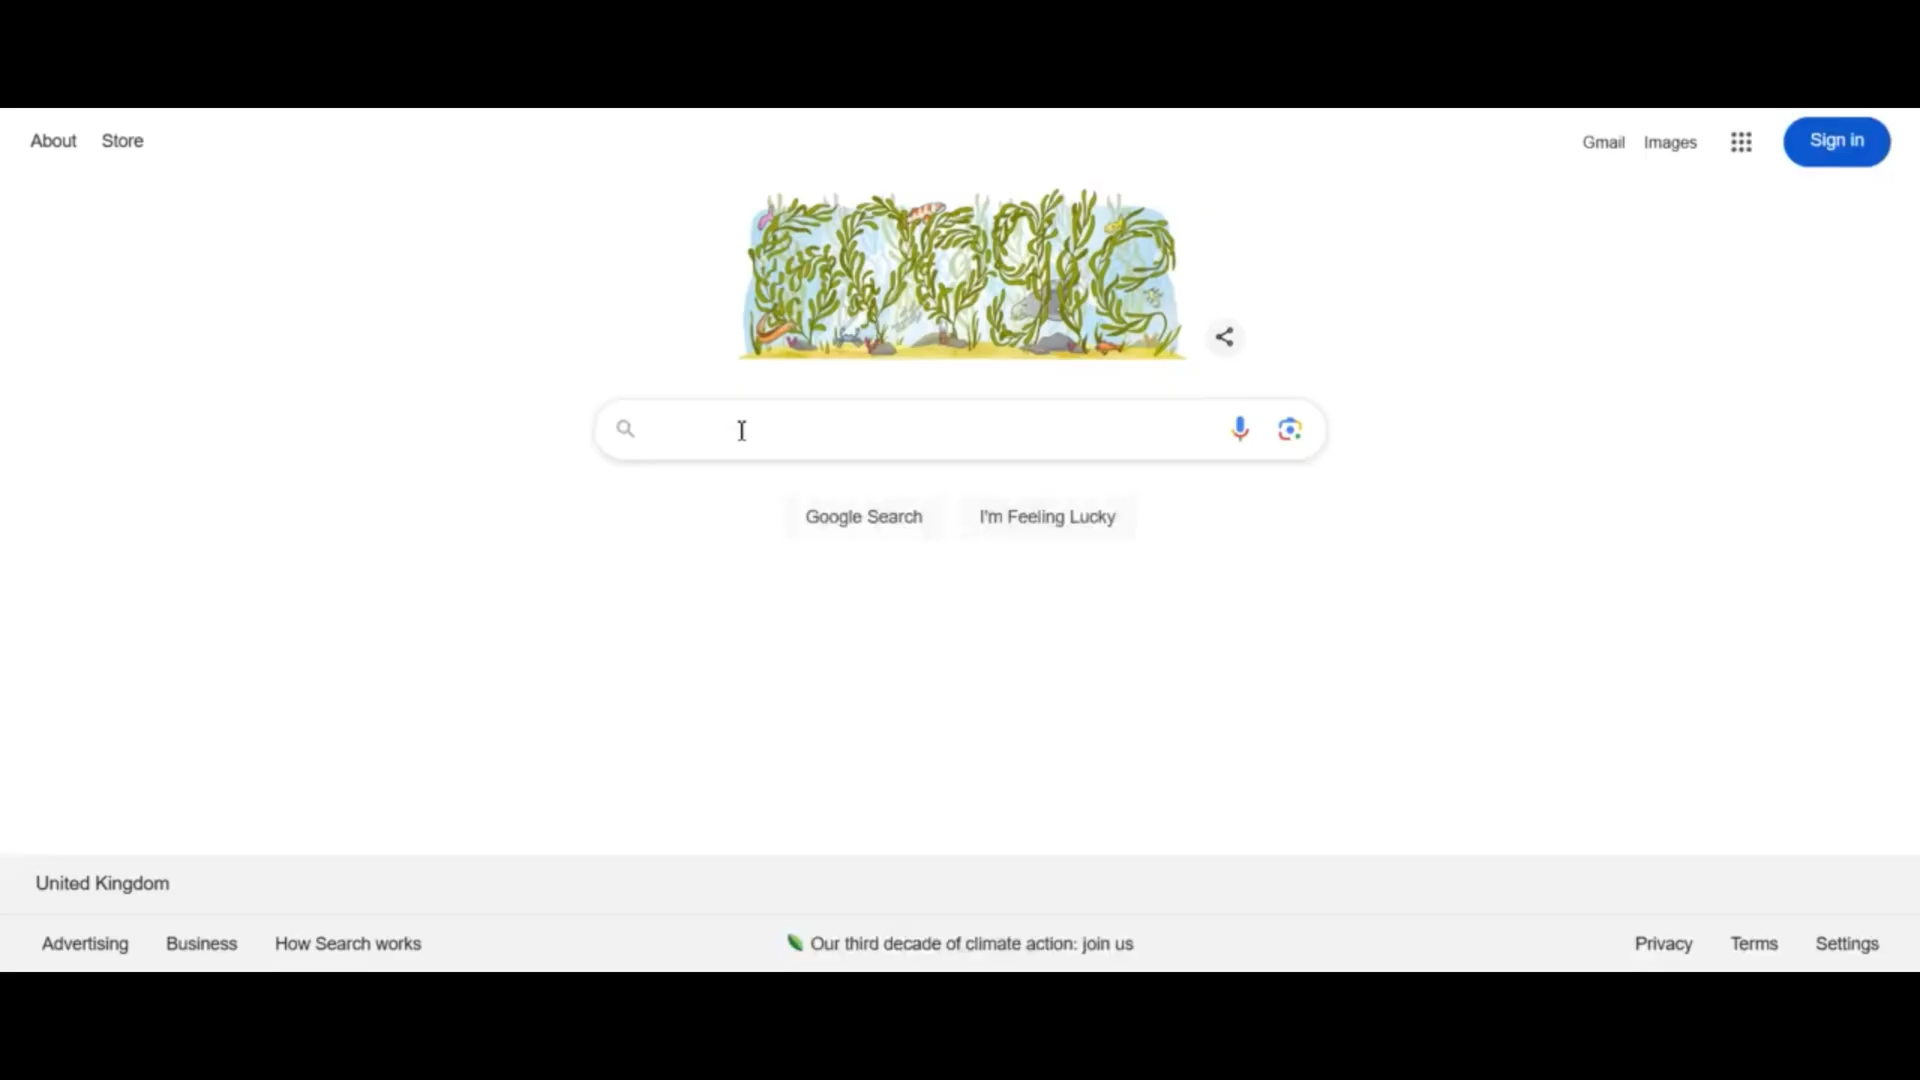 About Store
Gmail Images Sign in
Google
Google Search I'm Feeling Lucky
United Kingdom
Advertising Business How Search works
Our third decade of climate action: join us
Privacy Terms Settings